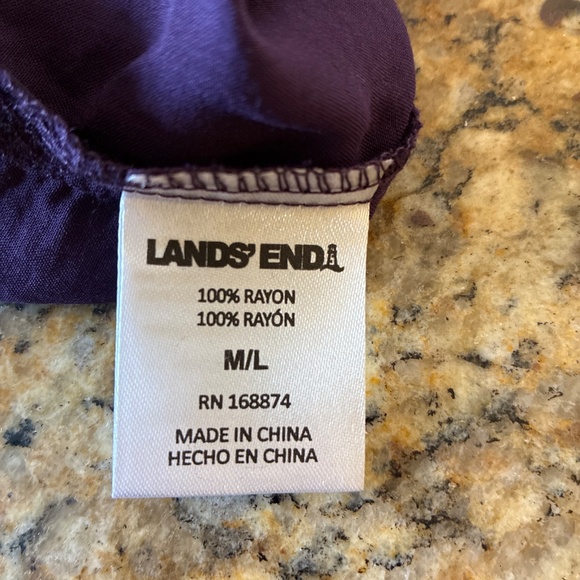 LANDS' END
100% RAYON
100% RAYÓN
M/L
RN 168874
MADE IN CHINA
HECHO EN CHINA